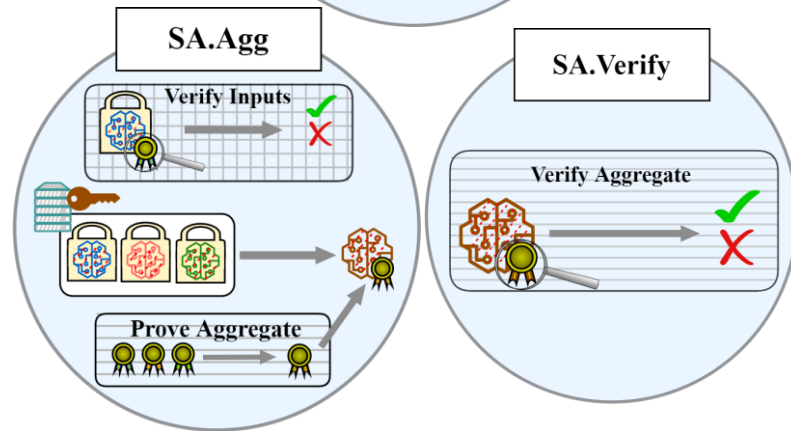 SA.Agg
Verify Inputs
Prove Aggregate
SA.Verify
Verify Aggregate